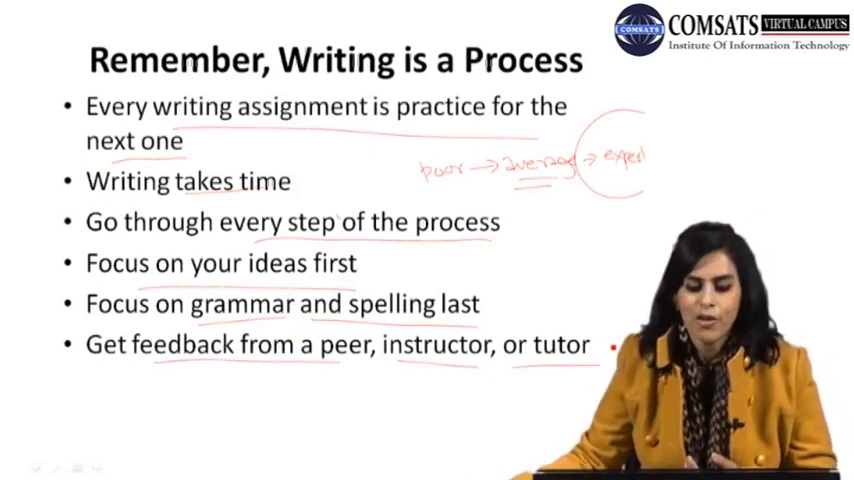 COMSATS VIRTUAL CAMPUS
Institute Of Information Technology
COMSATS
Remember, Writing is a Process
• Every writing assignment is practice for the
next one
poor → average → expert
• Writing takes time
• Go through every step of the process
• Focus on your ideas first
• Focus on grammar and spelling last
• Get feedback from a peer, instructor, or tutor